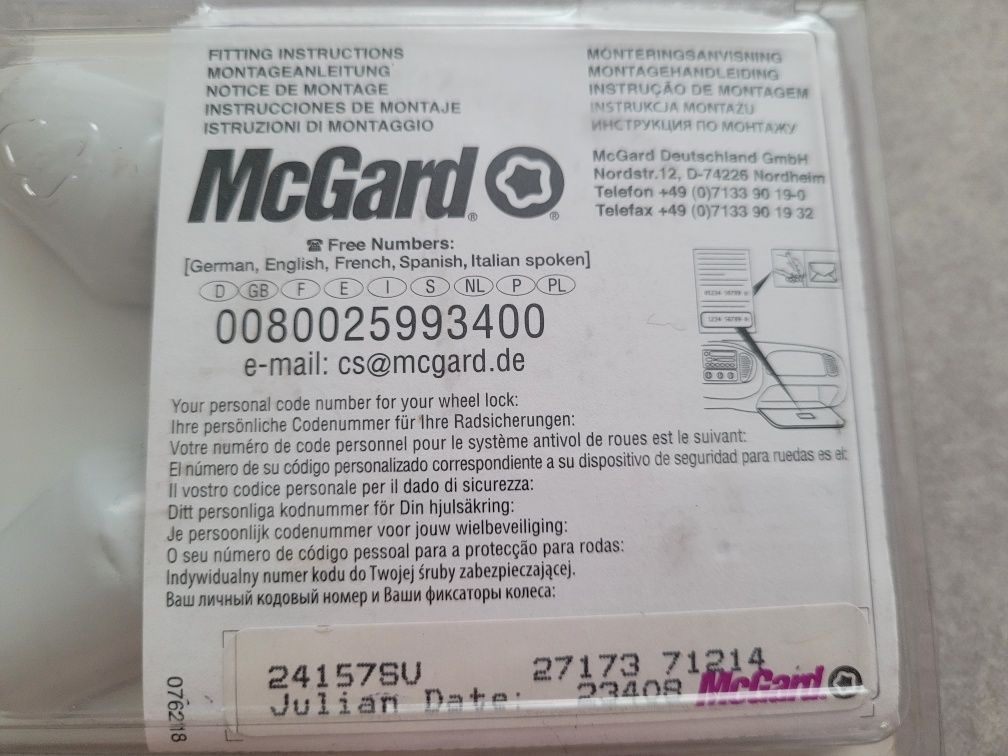 FITTING INSTRUCTIONS
MONTAGEANLEITUNG
NOTICE DE MONTAGE
INSTRUCCIONES DE MONTAJE
ISTRUZIONI DI MONTAGGIO
MONTERINGSANVISNING
MONTAGEHANDLEIDING
INSTRUÇÃO DE MONTAGEM
INSTRUKCJA MONTAŻU
ИНСТРУКЦИЯ ПО МОНТАЖУ
McGard
McGard Deutschland GmbH
Nordstr.12, D-74226 Nordheim
Telefon +49 (0)7133 90 19-0
Telefax +49 (0)7133 90 19 32
Free Numbers:
[German, English, French, Spanish, Italian spoken]
D GB F E I S NL P PL
0080025993400
e-mail: cs@mcgard.de
Your personal code number for your wheel lock:
Ihre persönliche Codenummer für Ihre Radsicherungen:
Votre numéro de code personnel pour le système antivol de roues est le suivant:
El número de su código personalizado correspondiente a su dispositivo de seguridad para ruedas es el:
Il vostro codice personale per il dado di sicurezza:
Ditt personliga kodnummer för Din hjulsäkring:
Je persoonlijk codenummer voor jouw wielbeveiliging:
O seu número de código pessoal para a protecção para rodas:
Indywidualny numer kodu do Twojej śruby zabezpieczającej.
Ваш личный кодовый номер и Ваши фиксаторы колеса:
24157SU 27173 71214
Julian Date: 23408 McGard